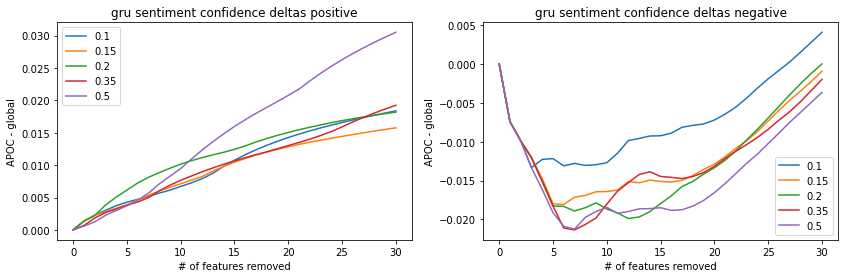 gru sentiment confidence deltas positive
APOC - global
0.030
0.025
0.020
0.015
0.010
0.005
0.000
0.1
0.15
0.2
0.35
0.5
0 5 10 15 20 25 30
# of features removed
gru sentiment confidence deltas negative
APOC - global
0.005
0.000
−0.005
−0.010
−0.015
−0.020
0.1
0.15
0.2
0.35
0.5
0 5 10 15 20 25 30
# of features removed